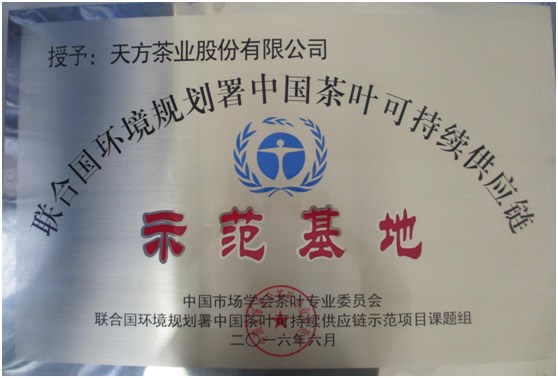 授予：天方茶业股份有限公司
联合国环境规划署中国茶叶可持续供应链
示范基地
中国市场学会茶叶专业委员会
联合国环境规划署中国茶叶可持续供应链示范项目课题组
二〇一六年六月